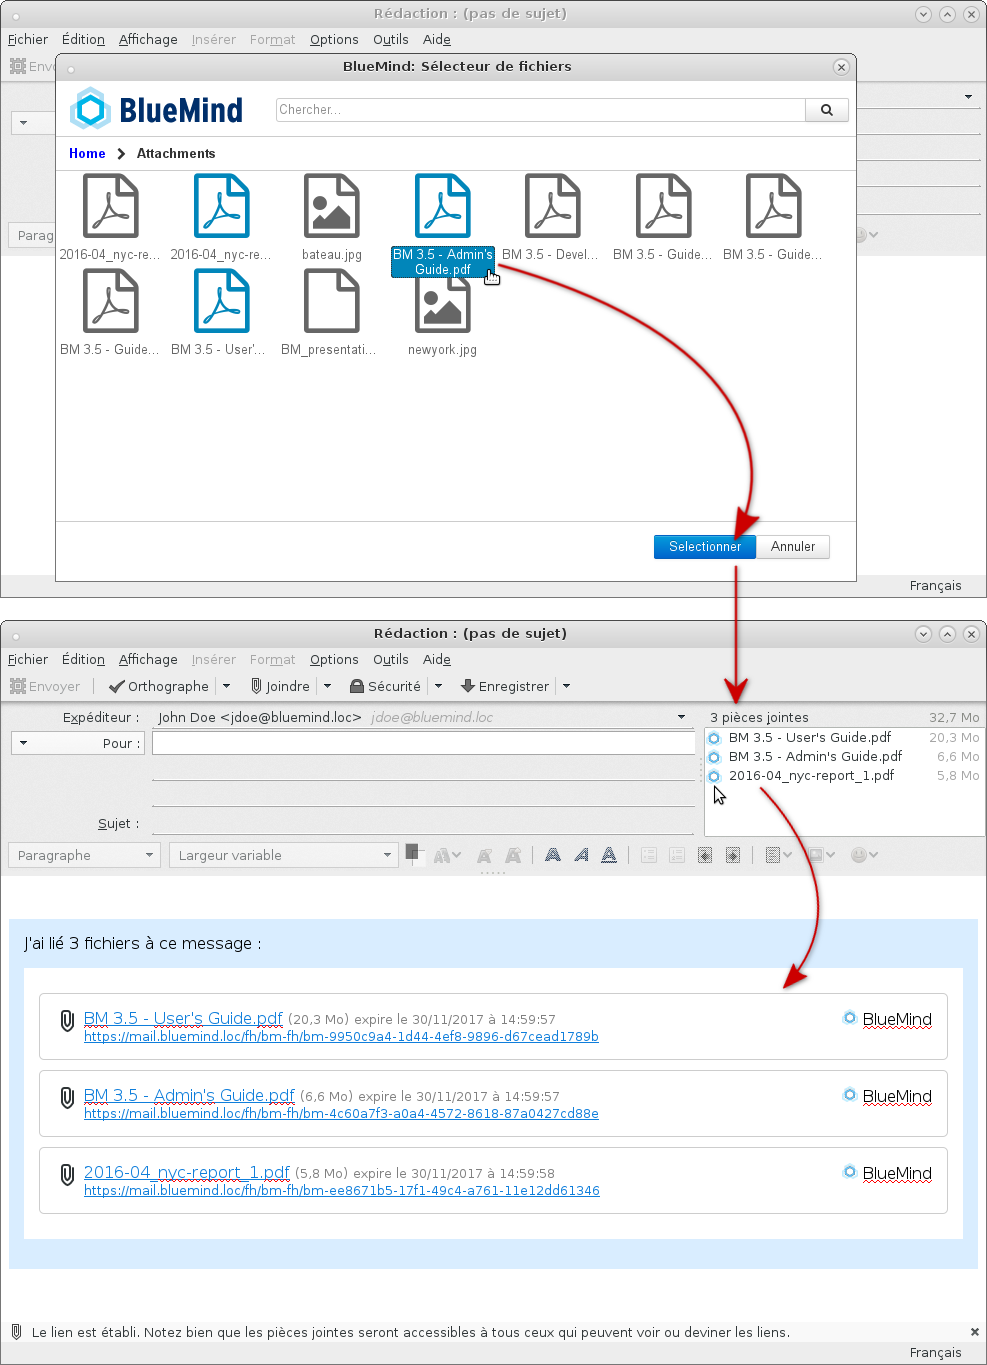 Rédaction : (pas de sujet)
Fichier Édition Affichage Insérer Format Options Outils Aide
Envo
BlueMind: Sélecteur de fichiers
BlueMind
Chercher...
Home Attachments
Parag
2016-04_nyc-re... 2016-04_nyc-re... bateau.jpg BM 3.5 - Admin's BM 3.5 - Devel... BM 3.5 - Guide... BM 3.5 - Guide...
Guide.pdf
BM 3.5 - Guide... BM 3.5 - User'... BM_presentati... newyork.jpg
Selectionner Annuler
Français
Rédaction : (pas de sujet)
Fichier Édition Affichage Insérer Format Options Outils Aide
Envoyer Orthographe Joindre Sécurité Enregistrer
Expéditeur : John Doe <jdoe@bluemind.loc> jdoe@bluemind.loc 3 pièces jointes 32,7 Mo
Pour : BM 3.5 - User's Guide.pdf 20,3 Mo
BM 3.5 - Admin's Guide.pdf 6,6 Mo
2016-04_nyc-report_1.pdf 5,8 Mo
Sujet :
Paragraphe Largeur variable
J'ai lié 3 fichiers à ce message :
BM 3.5 - User's Guide.pdf (20,3 Mo) expire le 30/11/2017 à 14:59:57 BlueMind
https://mail.bluemind.loc/fh/bm-fh/bm-9950c9a4-1d44-4ef8-9896-d67cead1789b
BM 3.5 - Admin's Guide.pdf (6,6 Mo) expire le 30/11/2017 à 14:59:57 BlueMind
https://mail.bluemind.loc/fh/bm-fh/bm-4c60a7f3-a0a4-4572-8618-87a0427cd88e
2016-04_nyc-report_1.pdf (5,8 Mo) expire le 30/11/2017 à 14:59:58 BlueMind
https://mail.bluemind.loc/fh/bm-fh/bm-ee8671b5-17f1-49c4-a761-11e12dd61346
Le lien est établi. Notez bien que les pièces jointes seront accessibles à tous ceux qui peuvent voir ou deviner les liens.
Français